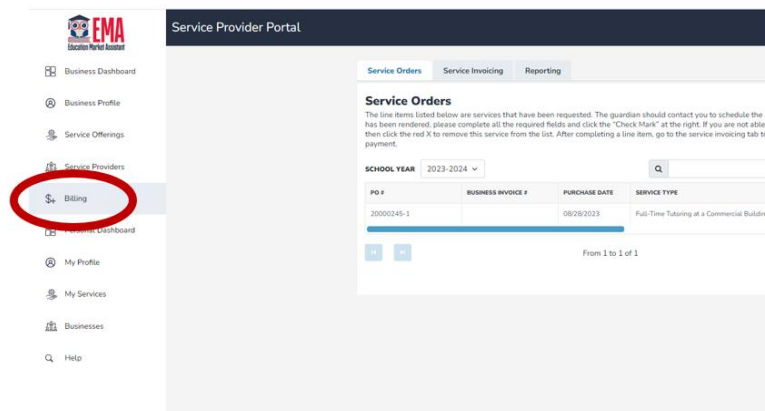 EMA
Education Market Assistant
Service Provider Portal
Business Dashboard
Business Profile
Service Offerings
Service Providers
Billing
Personal Dashboard
My Profile
My Services
Businesses
Help
Service Orders Service Invoicing Reporting
Service Orders
The line items listed below are services that have been requested. The guardian should contact you to schedule the
has been rendered, please complete all the required fields and click the "Check Mark" at the right. If you are not able
then click the red X to remove this service from the list. After completing a line item, go to the service invoicing tab to
payment.
SCHOOL YEAR 2023-2024
PO # BUSINESS INVOICE # PURCHASE DATE SERVICE TYPE
20000245-1 08/28/2023 Full-Time Tutoring at a Commercial Buildin
From 1 to 1 of 1